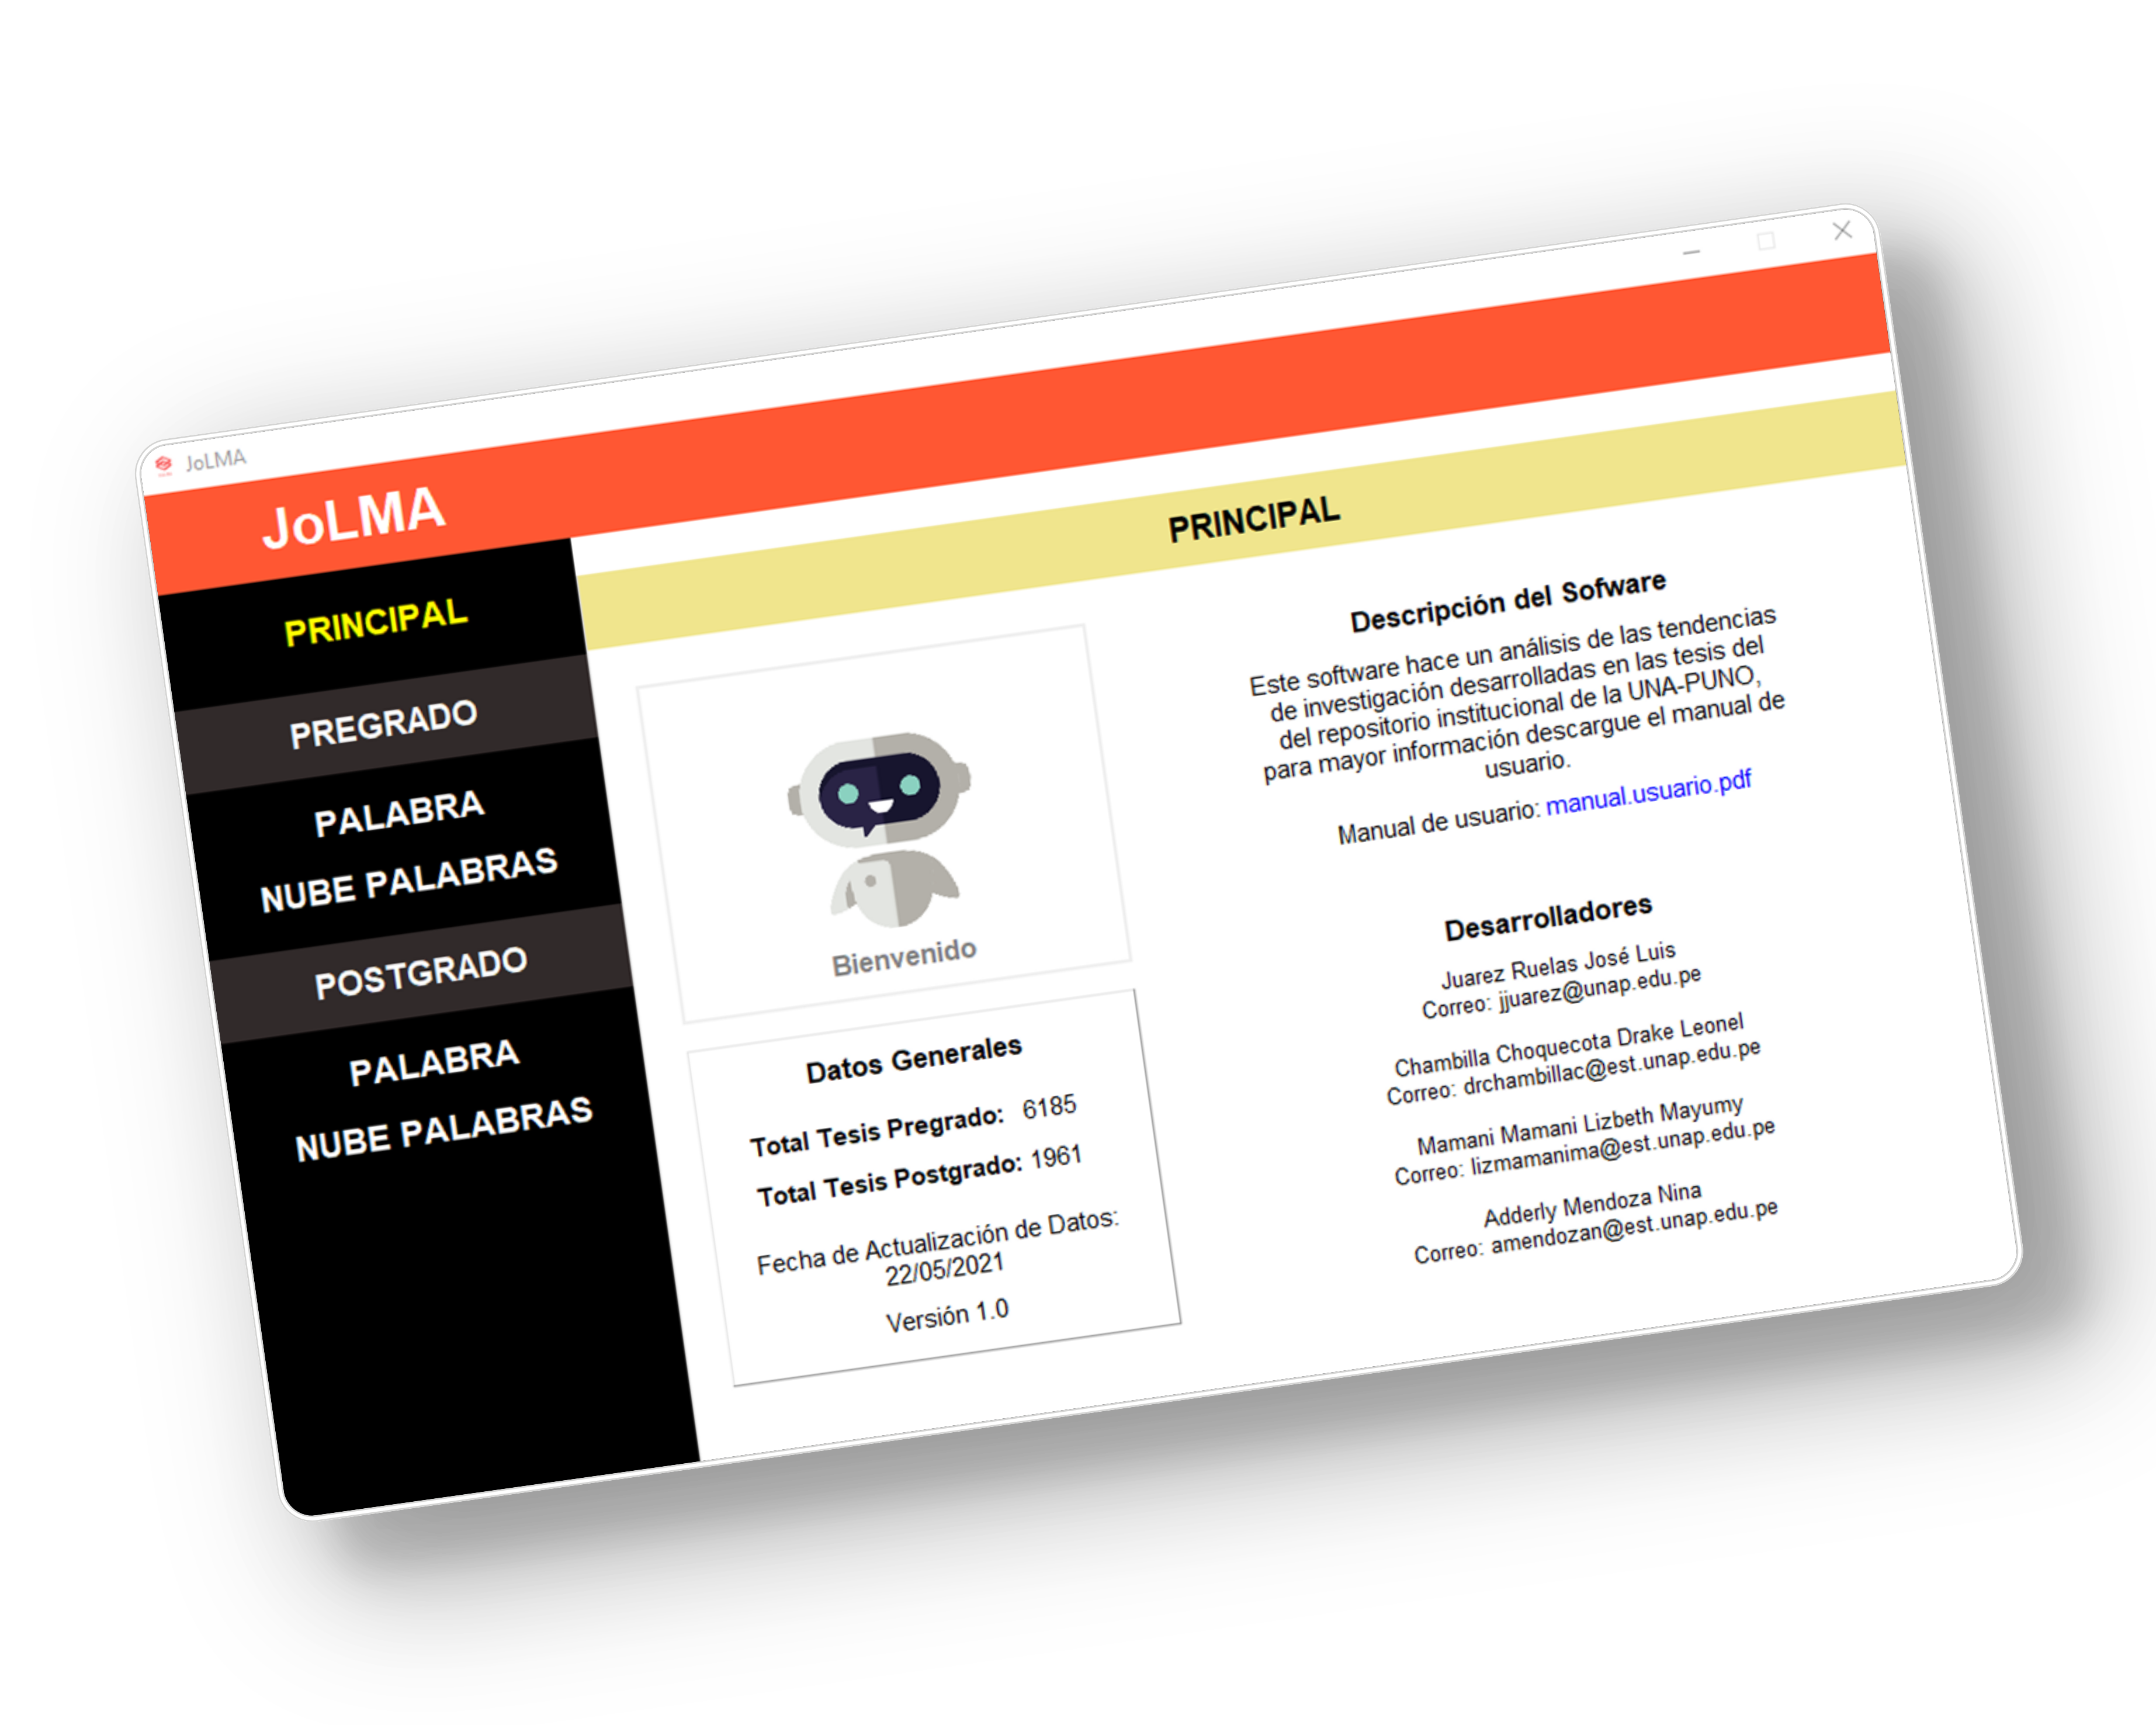 JoLMA
JoLMA
PRINCIPAL
PREGRADO
PALABRA
NUBE PALABRAS
POSTGRADO
PALABRA
NUBE PALABRAS
PRINCIPAL
Bienvenido
Datos Generales
Total Tesis Pregrado: 6185
Total Tesis Postgrado: 1961
Fecha de Actualización de Datos:
22/05/2021
Versión 1.0
Descripción del Sofware
Este software hace un análisis de las tendencias
de investigación desarrolladas en las tesis del
del repositorio institucional de la UNA-PUNO,
para mayor información descargue el manual de
usuario.
Manual de usuario: manual.usuario.pdf
Desarrolladores
Juarez Ruelas José Luis
Correo: jjuarez@unap.edu.pe
Chambilla Choquecota Drake Leonel
Correo: drchambillac@est.unap.edu.pe
Mamani Mamani Lizbeth Mayumy
Correo: lizmamanima@est.unap.edu.pe
Adderly Mendoza Nina
Correo: amendozan@est.unap.edu.pe